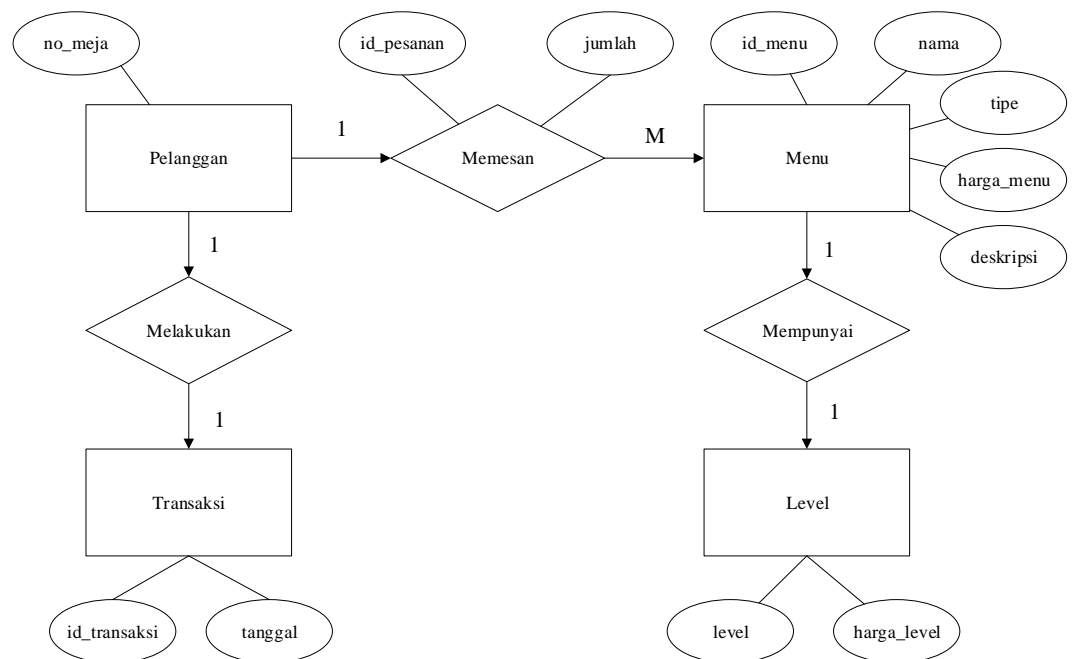 no_meja
id_pesanan
jumlah
id_menu
nama
tipe
Pelanggan
1
Memesan
M
Menu
harga_menu
1
1
deskripsi
Melakukan
Mempunyai
1
1
Transaksi
Level
id_transaksi
tanggal
level
harga_level